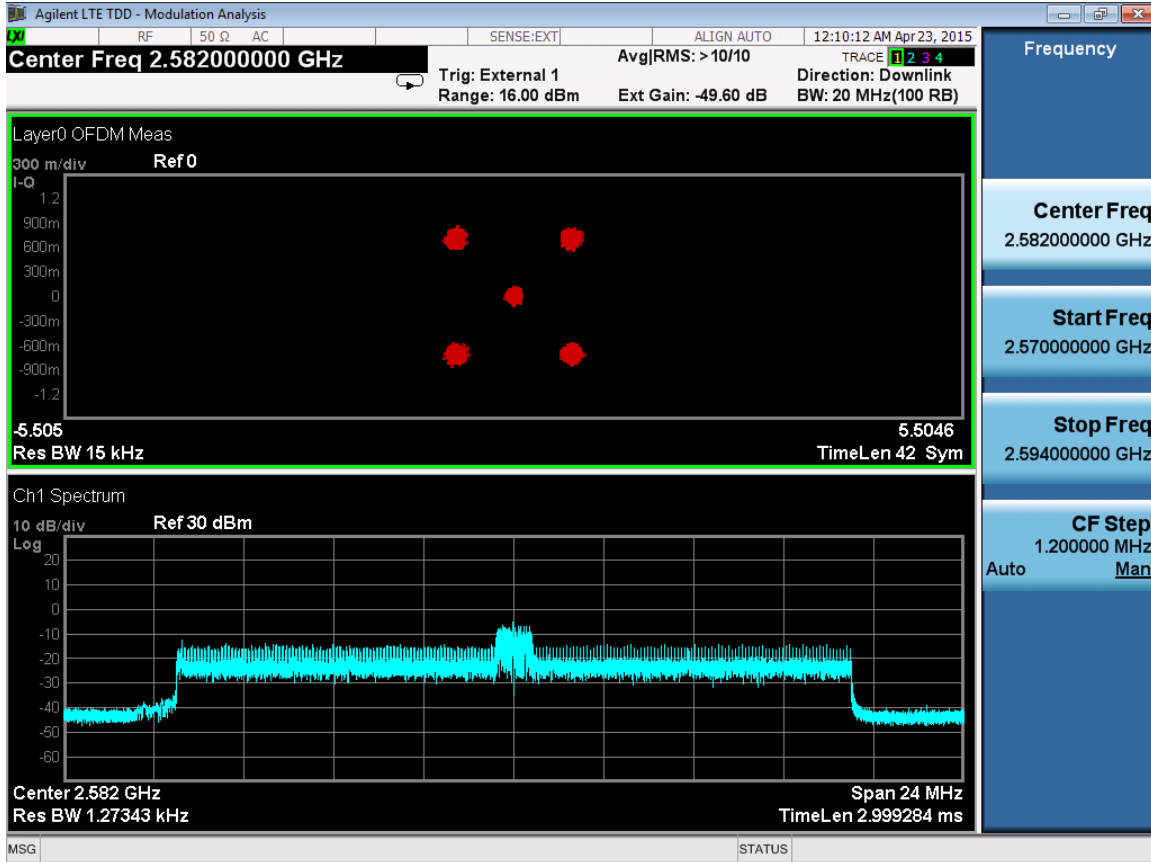 Agilent LTE TDD - Modulation Analysis
LXI RF 50 Ω AC SENSE:EXT ALIGN AUTO 12:10:12 AM Apr 23, 2015
Center Freq 2.582000000 GHz
Trig: External 1
Range: 16.00 dBm
Avg|RMS: >10/10
Ext Gain: -49.60 dB
TRACE 1 2 3 4
Direction: Downlink
BW: 20 MHz(100 RB)
Layer0 OFDM Meas
300 m/div Ref 0
I-Q
1.2
900m
600m
300m
0
-300m
-600m
-900m
-1.2
-5.505 5.5046
Res BW 15 kHz TimeLen 42 Sym
Ch1 Spectrum
10 dB/div Ref 30 dBm
Log
20
10
0
-10
-20
-30
-40
-50
-60
Center 2.582 GHz Span 24 MHz
Res BW 1.27343 kHz TimeLen 2.999284 ms
MSG STATUS
Frequency
Center Freq
2.582000000 GHz
Start Freq
2.570000000 GHz
Stop Freq
2.594000000 GHz
CF Step
1.200000 MHz
Auto Man